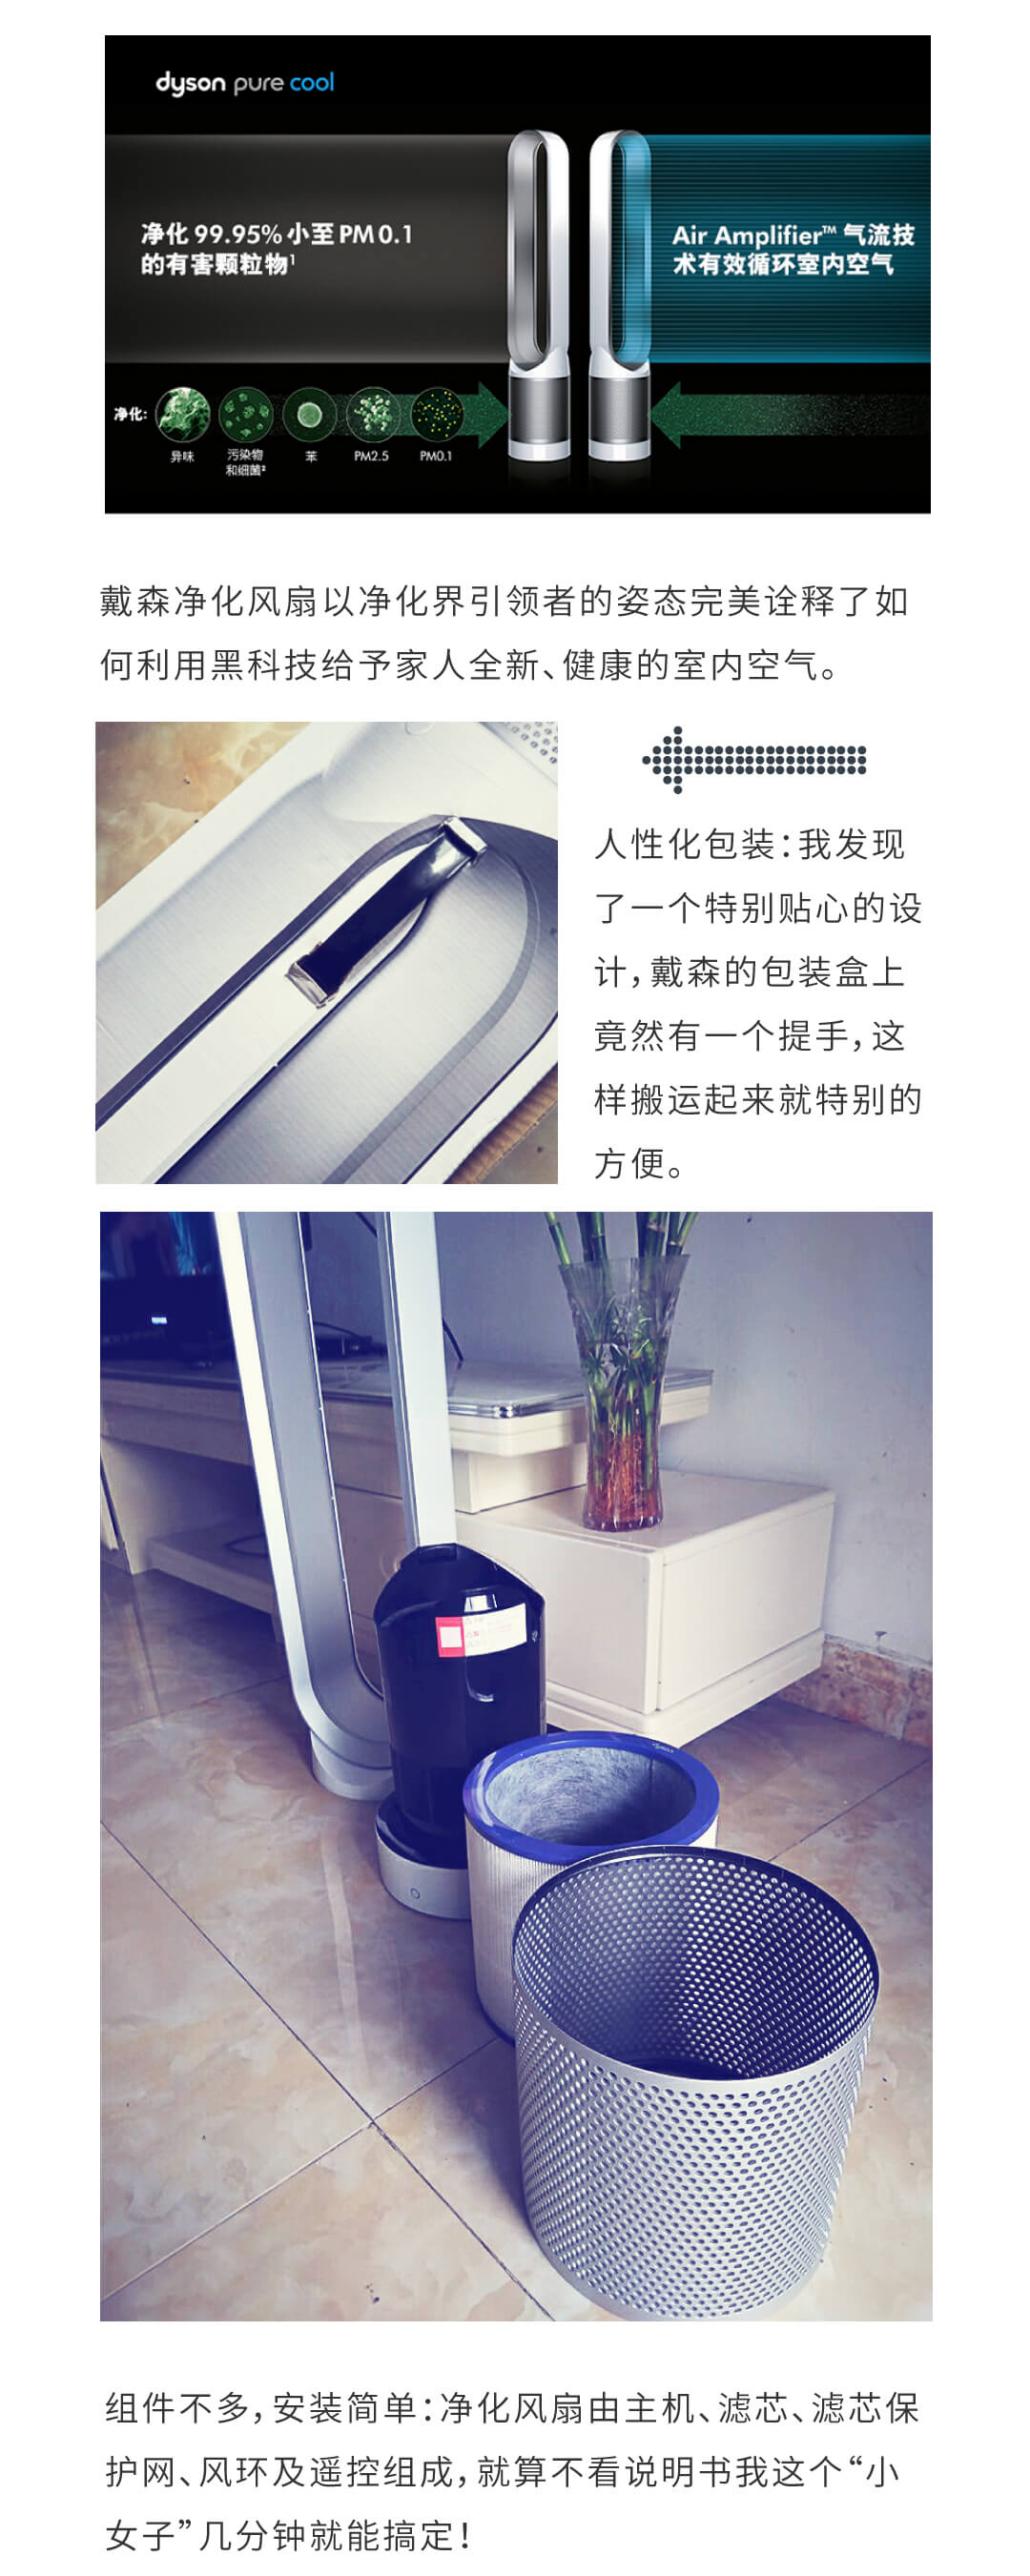 dyson pure cool
净化 99.95% 小至 PM 0.1
的有害颗粒物¹
Air Amplifier™ 气流技
术有效循环室内空气
净化:
异味
污染物
和细菌²
苯
PM2.5
PM0.1
戴森净化风扇以净化界引领者的姿态完美诠释了如
何利用黑科技给予家人全新、健康的室内空气。
人性化包装：我发现
了一个特别贴心的设
计，戴森的包装盒上
竟然有一个提手，这
样搬运起来就特别的
方便。
dyson
组件不多，安装简单：净化风扇由主机、滤芯、滤芯保
护网、风环及遥控组成，就算不看说明书我这个“小
女子”几分钟就能搞定！